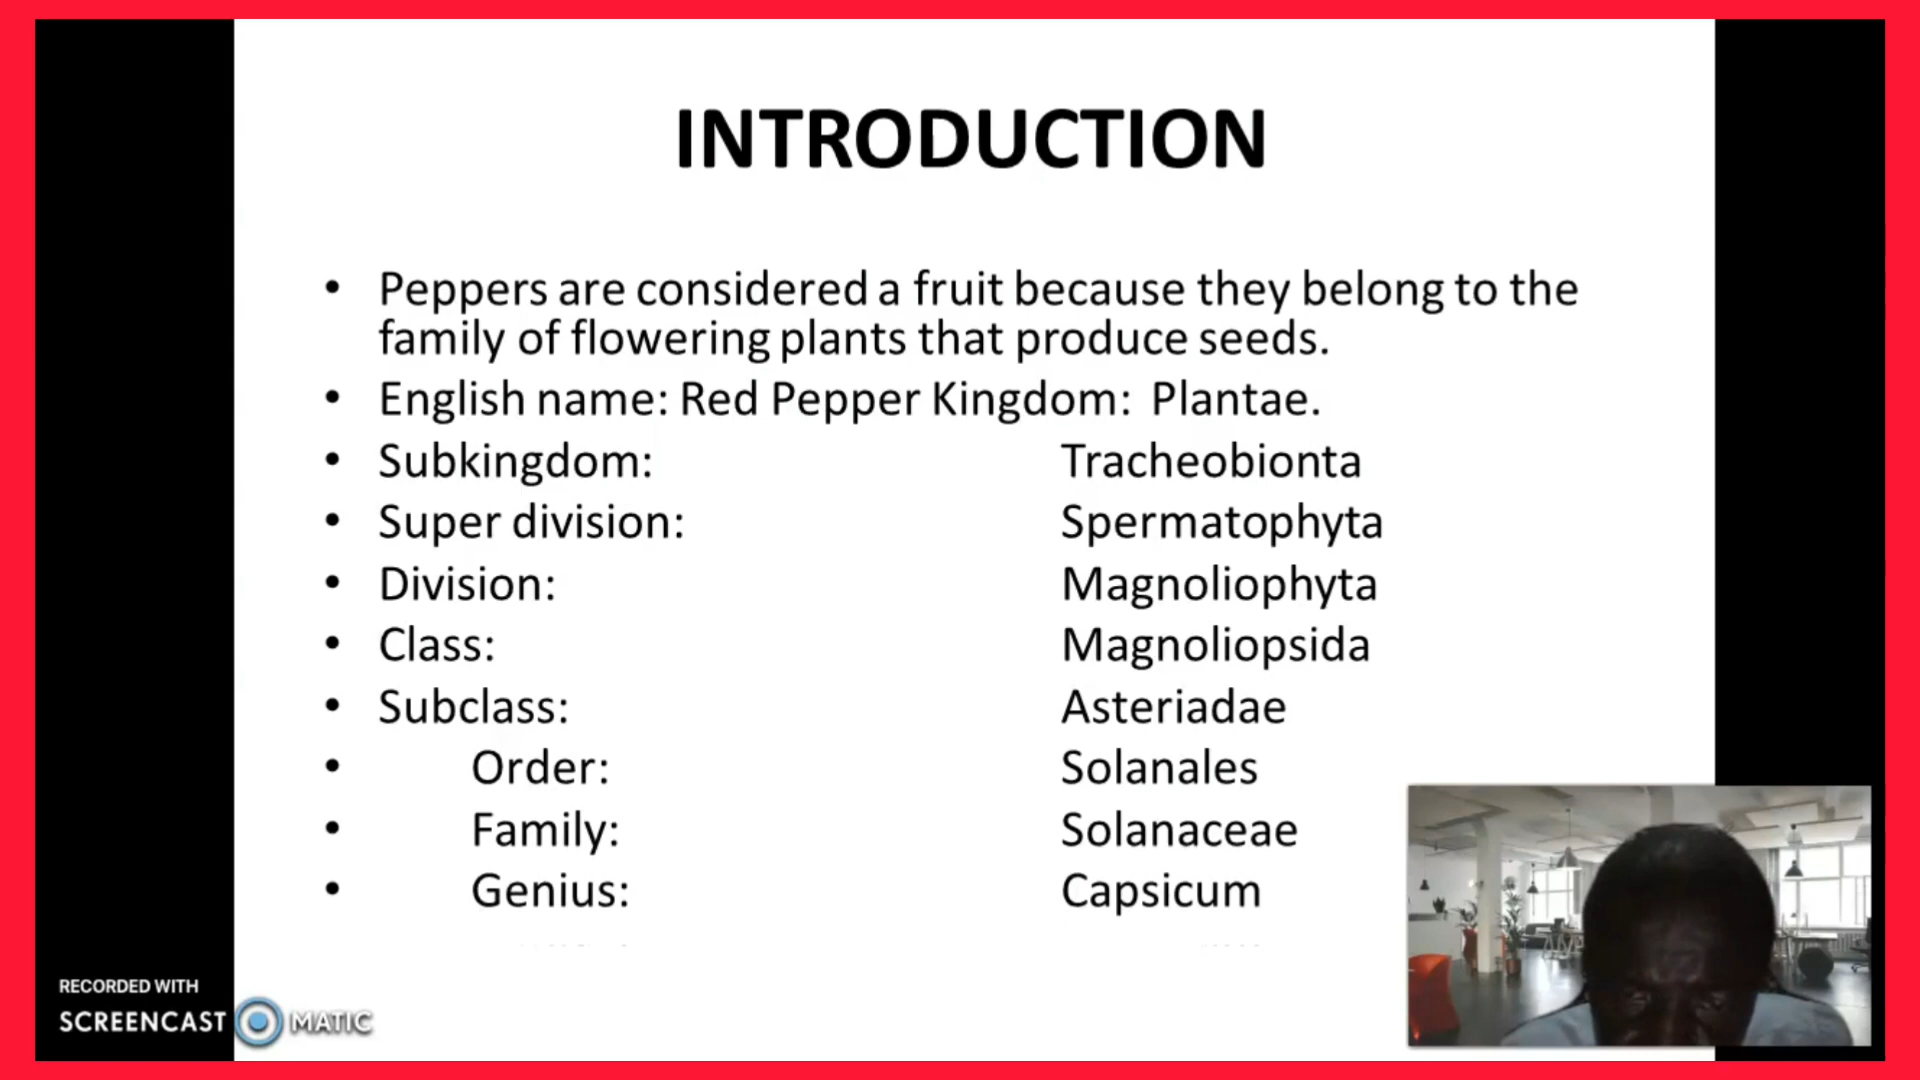 INTRODUCTION
• Peppers are considered a fruit because they belong to the
family of flowering plants that produce seeds.
• English name: Red Pepper Kingdom: Plantae.
• Subkingdom: Tracheobionta
• Super division: Spermatophyta
• Division: Magnoliophyta
• Class: Magnoliopsida
• Subclass: Asteriadae
• Order: Solanales
• Family: Solanaceae
• Genius: Capsicum
RECORDED WITH
SCREENCAST MATIC